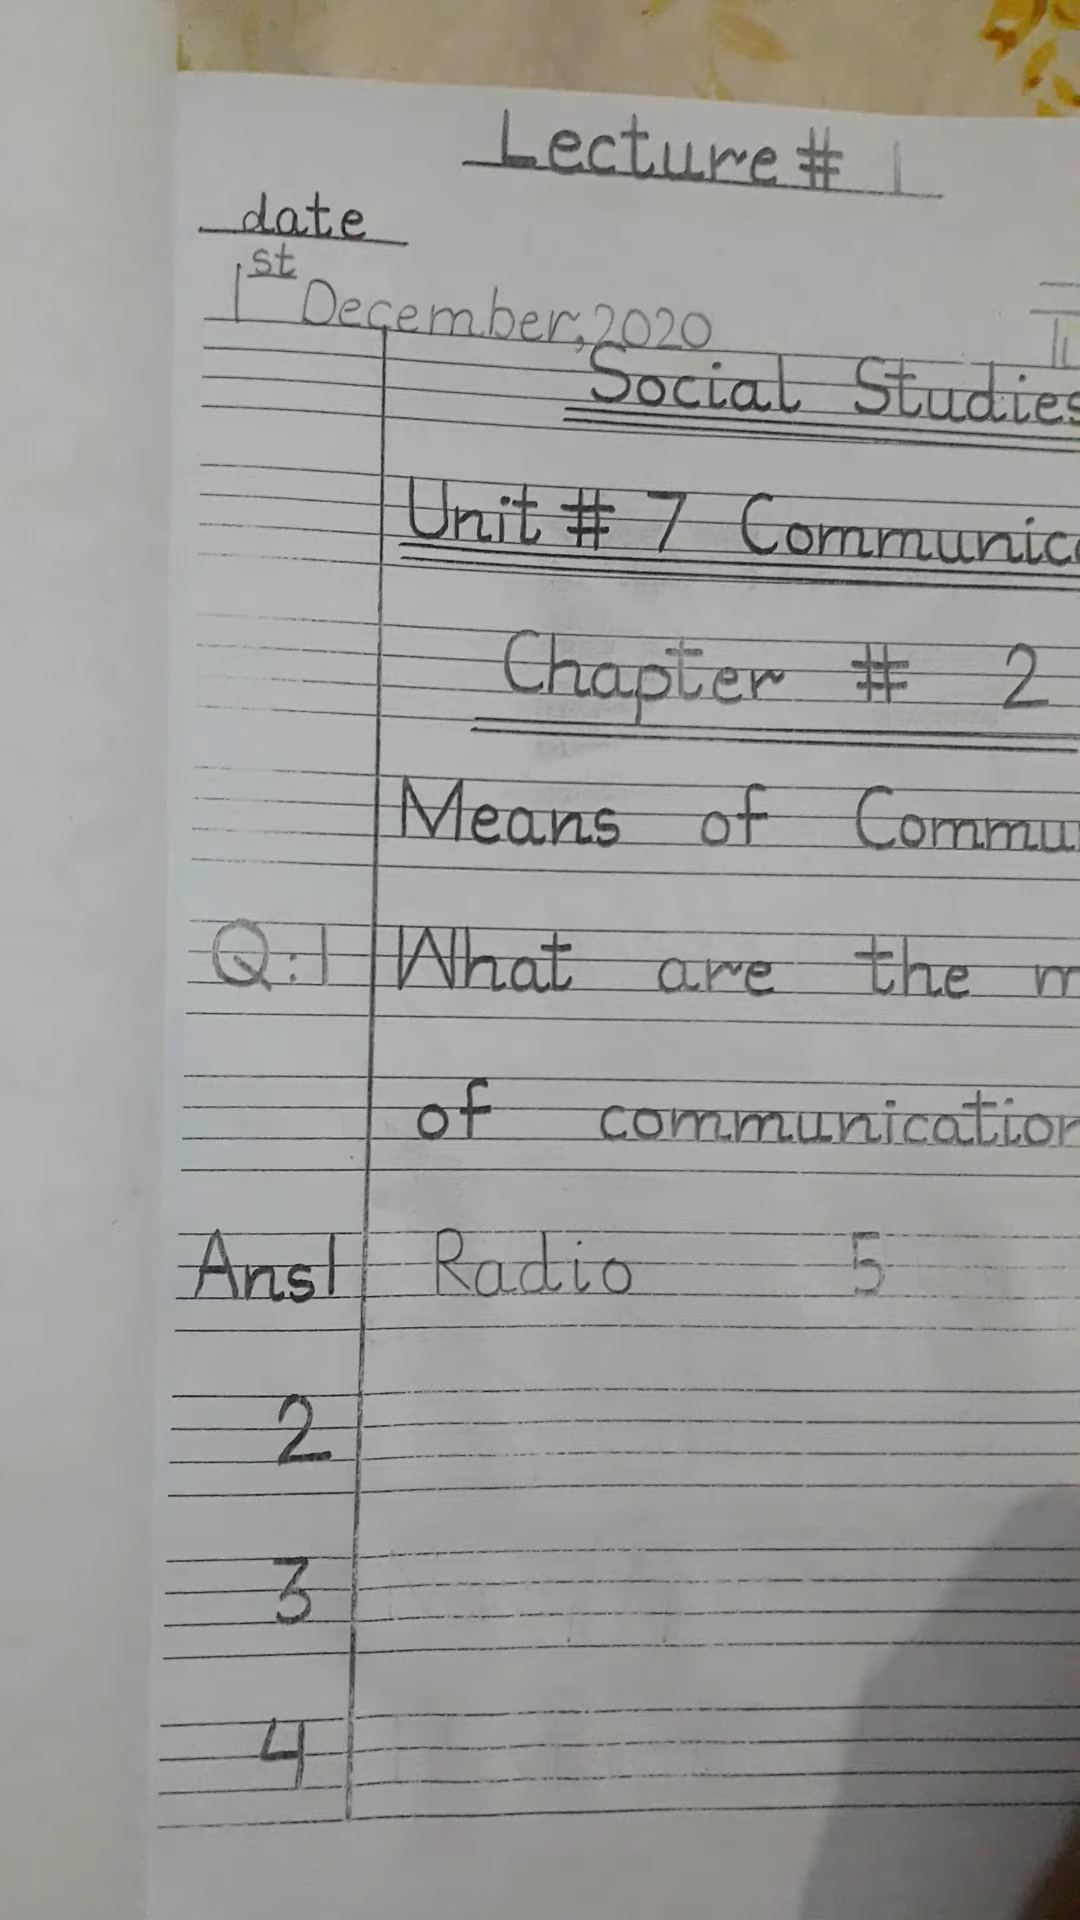 Lecture # 1
date
1st December, 2020
Social Studies
Unit # 7 Communic
Chapter # 2
Means of Commu
Q:1 What are the m
of communication
Ans1 Radio 5
2
3
4